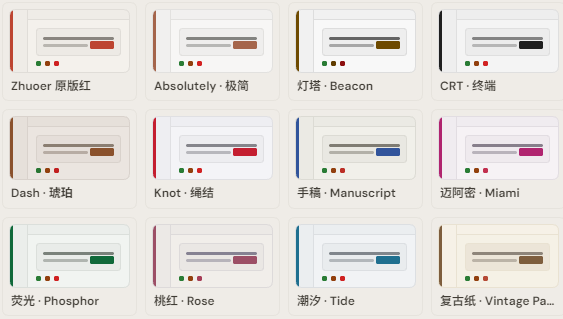 Zhuoer 原版红
Absolutely · 极简
灯塔 · Beacon
CRT · 终端
Dash · 琥珀
Knot · 绳结
手稿 · Manuscript
迈阿密 · Miami
荧光 · Phosphor
桃红 · Rose
潮汐 · Tide
复古纸 · Vintage Pa...